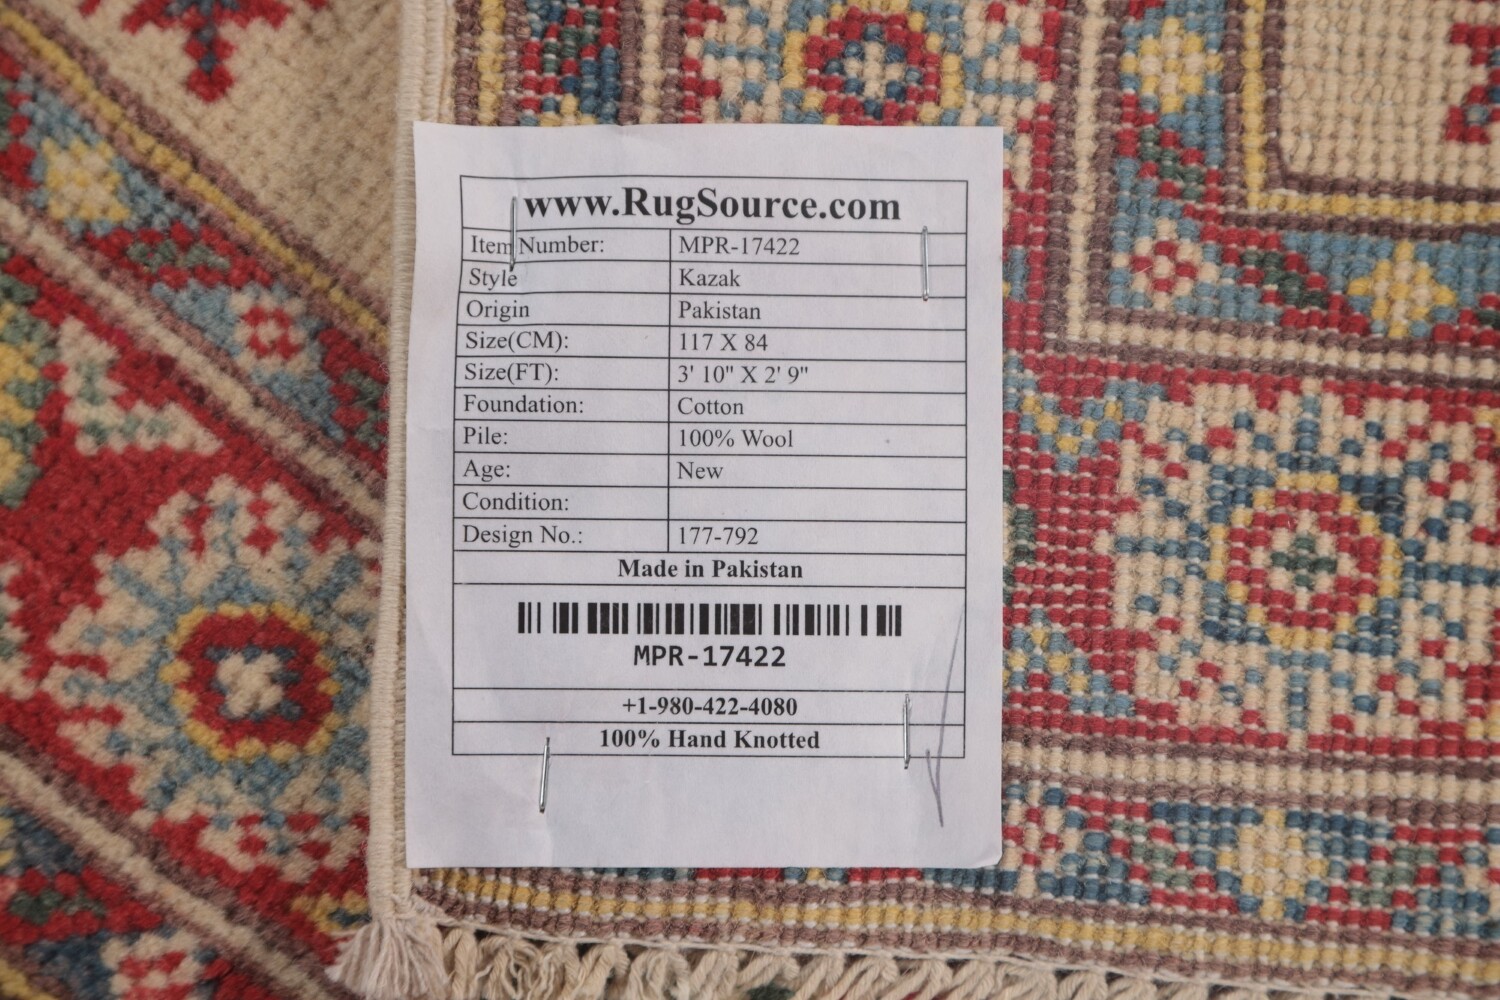 www.RugSource.com
Item Number: MPR-17422
Style Kazak
Origin Pakistan
Size(CM): 117 X 84
Size(FT): 3' 10" X 2' 9"
Foundation: Cotton
Pile: 100% Wool
Age: New
Condition:
Design No.: 177-792
Made in Pakistan
MPR-17422
+1-980-422-4080
100% Hand Knotted